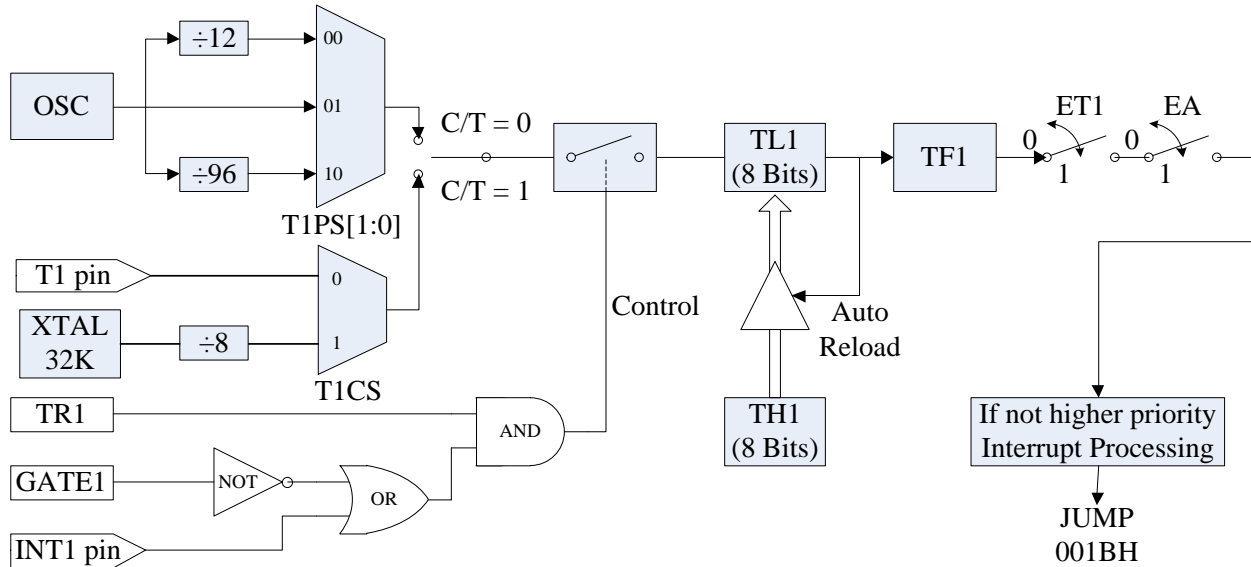 ÷12
00
OSC
01
÷96
10
T1PS[1:0]
C/T = 0
C/T = 1
T1 pin
0
XTAL
32K
÷8
1
T1CS
TR1
GATE1
NOT
OR
AND
INT1 pin
Control
TL1
(8 Bits)
Auto
Reload
TH1
(8 Bits)
TF1
ET1
0
1
EA
0
1
If not higher priority
Interrupt Processing
JUMP
001BH